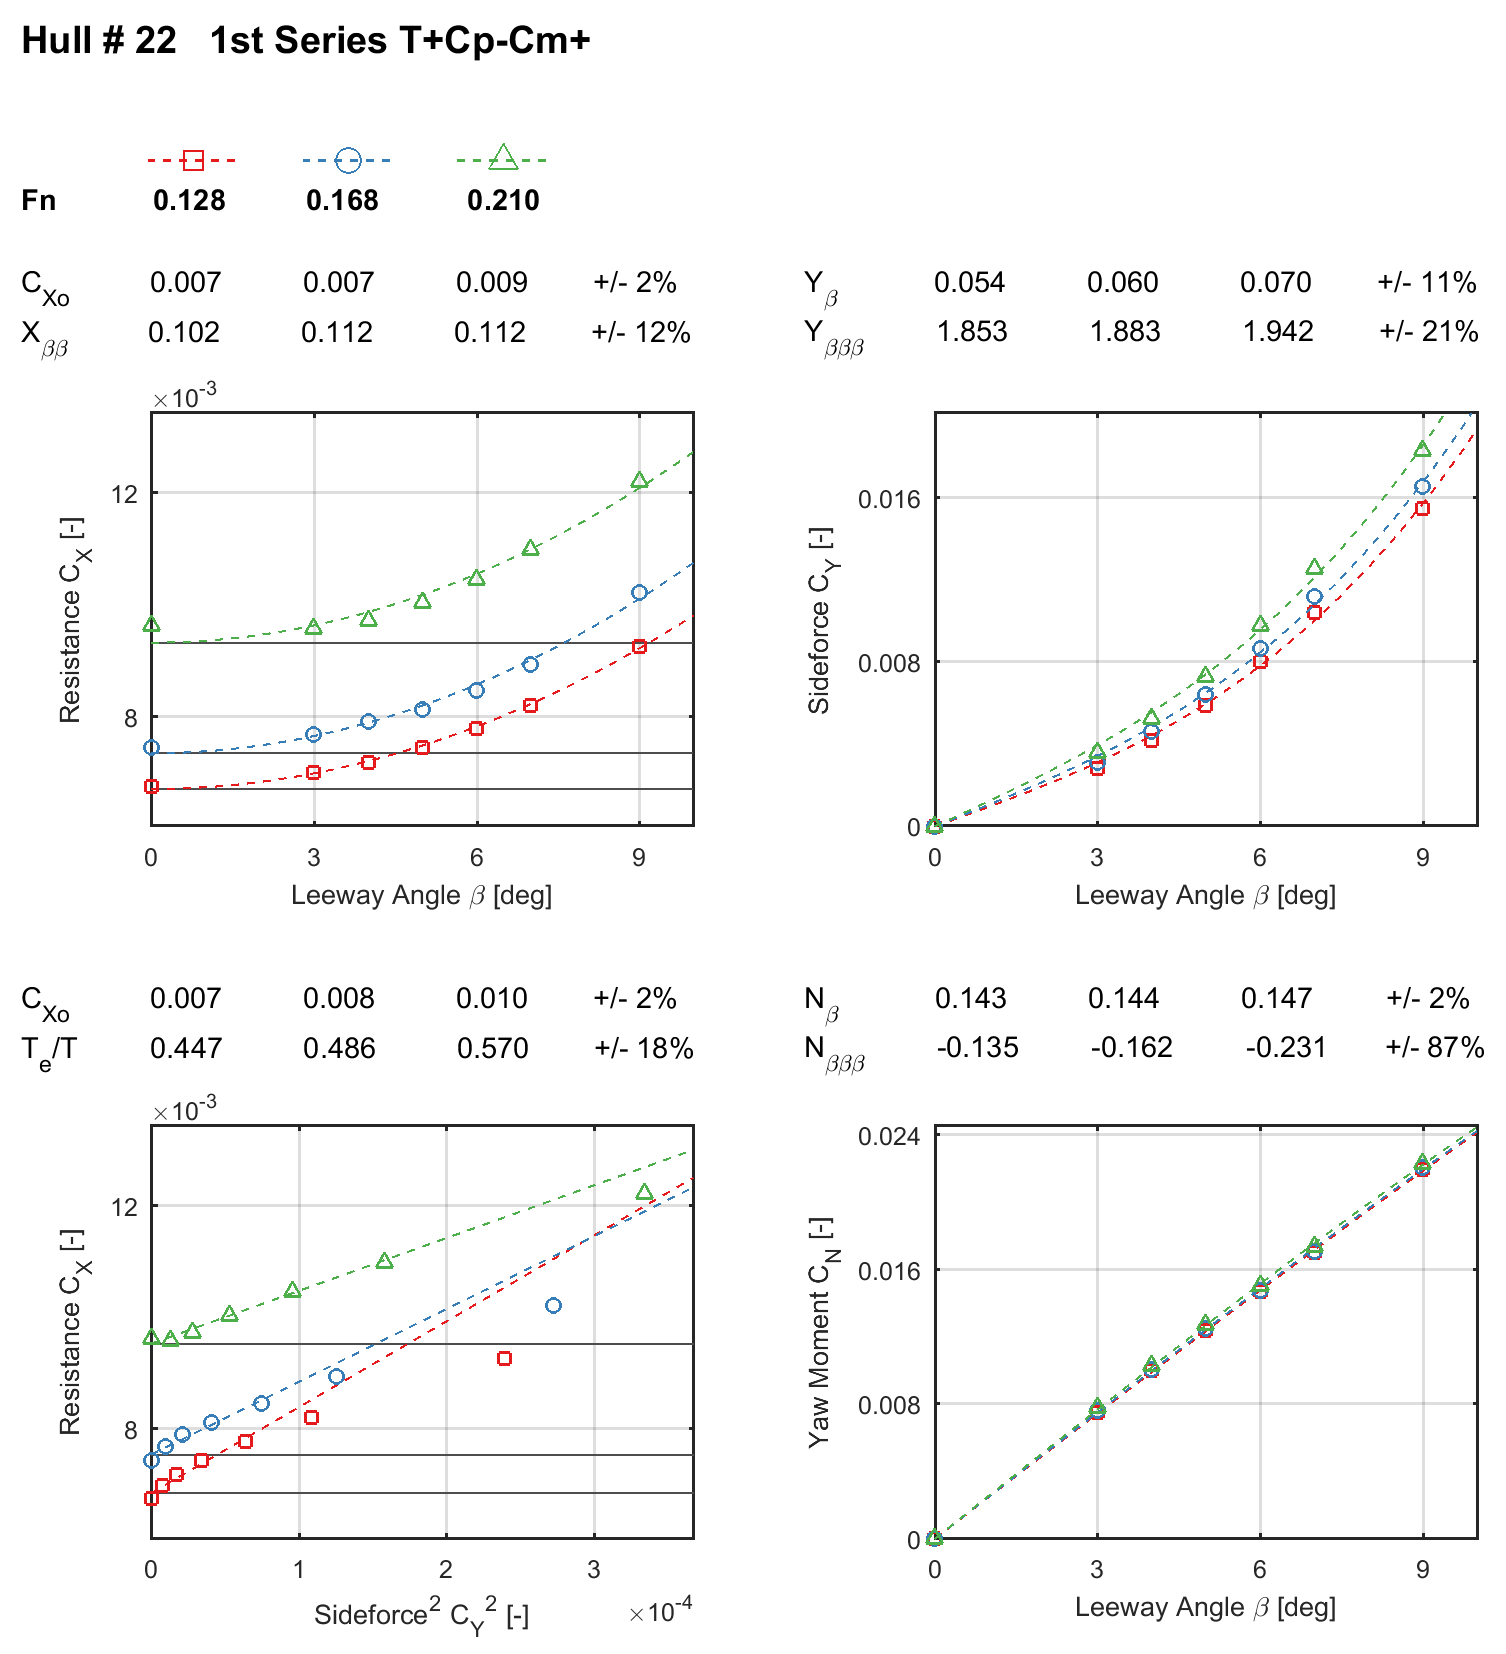 Hull # 22 1st Series T+Cp-Cm+
Fn 0.128 0.168 0.210
CXo 0.007 0.007 0.009 +/- 2%
Xββ 0.102 0.112 0.112 +/- 12%
Yβ 0.054 0.060 0.070 +/- 11%
Yβββ 1.853 1.883 1.942 +/- 21%
×10-3
12
8
Resistance CX [-]
0 3 6 9
Leeway Angle β [deg]
0.016
0.008
0
Sideforce CY [-]
0 3 6 9
Leeway Angle β [deg]
CXo 0.007 0.008 0.010 +/- 2%
Te/T 0.447 0.486 0.570 +/- 18%
Nβ 0.143 0.144 0.147 +/- 2%
Nβββ -0.135 -0.162 -0.231 +/- 87%
×10-3
12
8
Resistance CX [-]
0 1 2 3
Sideforce2 CY2 [-] ×10-4
0.024
0.016
0.008
0
Yaw Moment CN [-]
0 3 6 9
Leeway Angle β [deg]